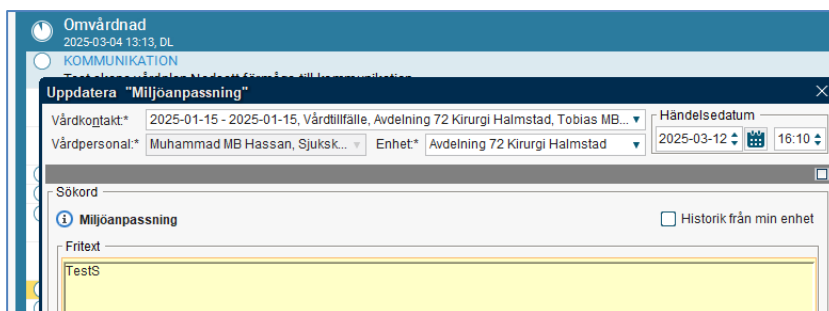 Omvårdnad
2025-03-04 13:13, DL
KOMMUNIKATION
Uppdatera "Miljöanpassning"
Vårdkontakt:* 2025-01-15 - 2025-01-15, Vårdtillfälle, Avdelning 72 Kirurgi Halmstad, Tobias MB...
Händelsedatum
2025-03-12 16:10
Vårdpersonal:* Muhammad MB Hassan, Sjuksk... Enhet:* Avdelning 72 Kirurgi Halmstad
Sökord
Miljöanpassning
Historik från min enhet
Fritext
TestS